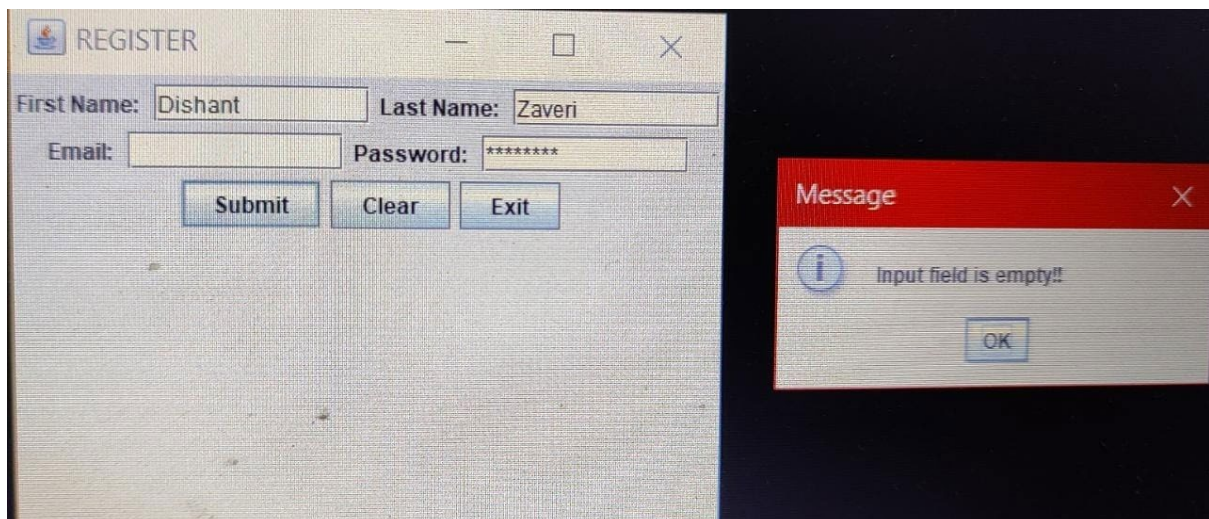 REGISTER
First Name: Dishant Last Name: Zaveri
Email: Password: ********
Submit Clear Exit
Message
Input field is empty!!
OK